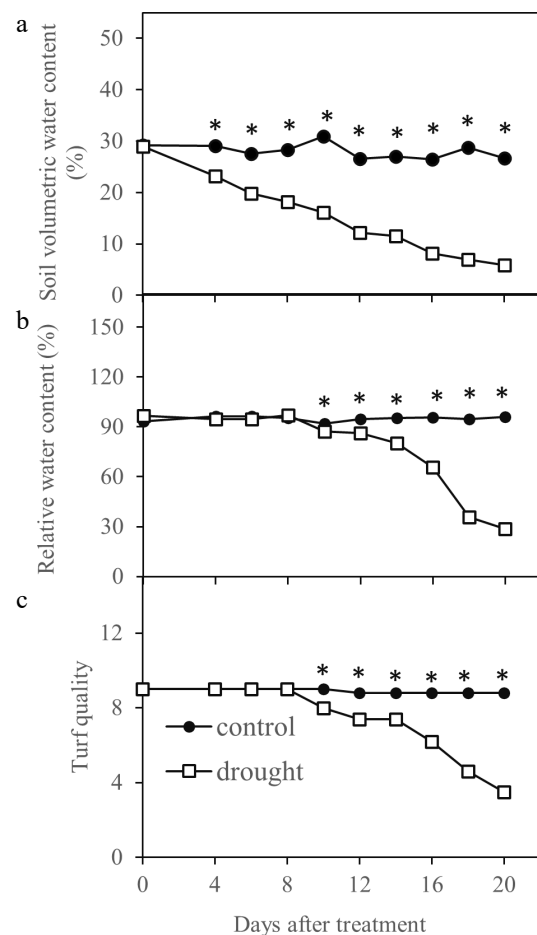 a
50
40
30
20
10
0
Soil volumetric water content
(%)
* * * * * * * * *
b
150
120
90
60
30
0
Relative water content (%)
* * * * * *
c
12
8
4
0
Turf quality
* * * * * *
control
drought
0 4 8 12 16 20
Days after treatment